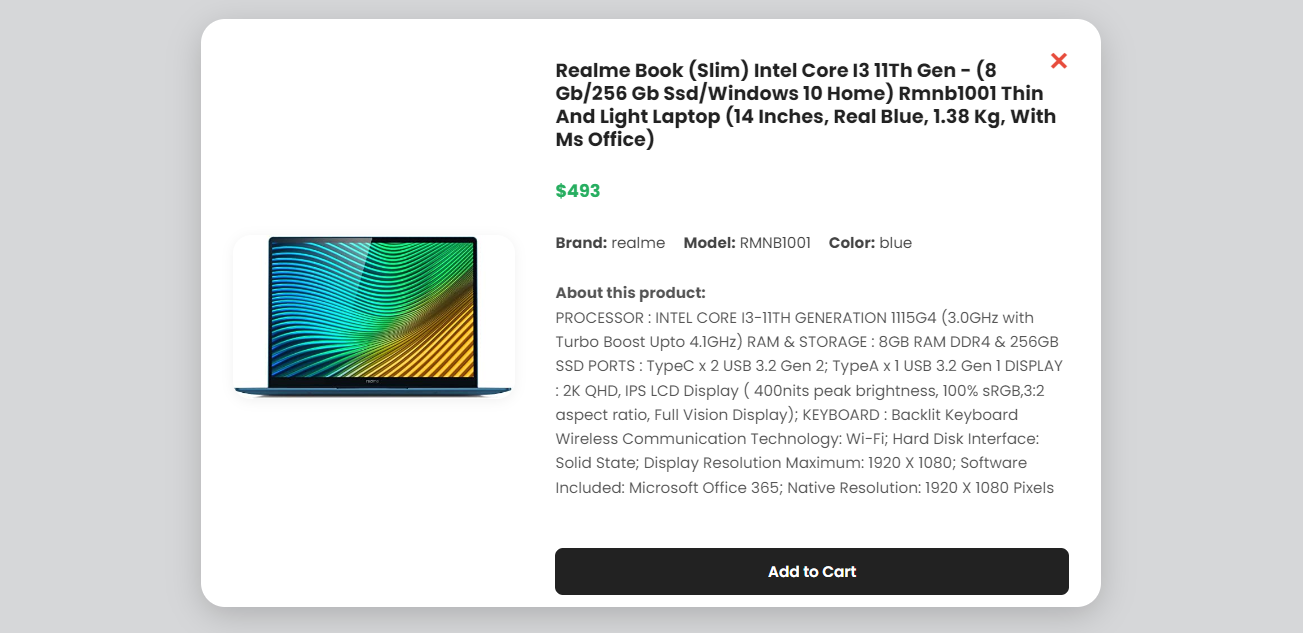 Realme Book (Slim) Intel Core I3 11Th Gen - (8
Gb/256 Gb Ssd/Windows 10 Home) Rmnb1001 Thin
And Light Laptop (14 Inches, Real Blue, 1.38 Kg, With
Ms Office)
$493
Brand: realme Model: RMNB1001 Color: blue
About this product:
PROCESSOR : INTEL CORE I3-11TH GENERATION 1115G4 (3.0GHz with
Turbo Boost Upto 4.1GHz) RAM & STORAGE : 8GB RAM DDR4 & 256GB
SSD PORTS : TypeC x 2 USB 3.2 Gen 2; TypeA x 1 USB 3.2 Gen 1 DISPLAY
: 2K QHD, IPS LCD Display ( 400nits peak brightness, 100% sRGB,3:2
aspect ratio, Full Vision Display); KEYBOARD : Backlit Keyboard
Wireless Communication Technology: Wi-Fi; Hard Disk Interface:
Solid State; Display Resolution Maximum: 1920 X 1080; Software
Included: Microsoft Office 365; Native Resolution: 1920 X 1080 Pixels
realme
Add to Cart